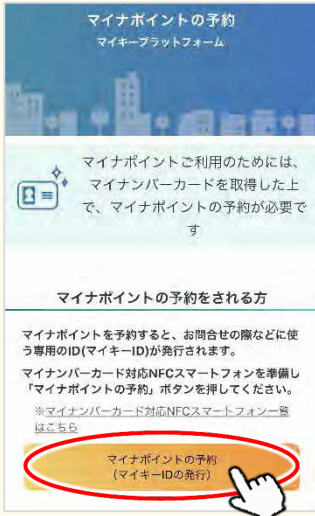 マイナポイントの予約
マイキープラットフォーム
マイナポイントご利用のためには、
マイナンバーカードを取得した上
で、マイナポイントの予約が必要で
す
マイナポイントの予約をされる方
マイナポイントを予約すると、お問合せの際などに使
う専用のID(マイキーID)が発行されます。
マイナンバーカード対応NFCスマートフォンを準備し
「マイナポイントの予約」ボタンを押してください。
※マイナンバーカード対応NFCスマートフォン一覧
はこちら
マイナポイントの予約
(マイキーIDの発行)